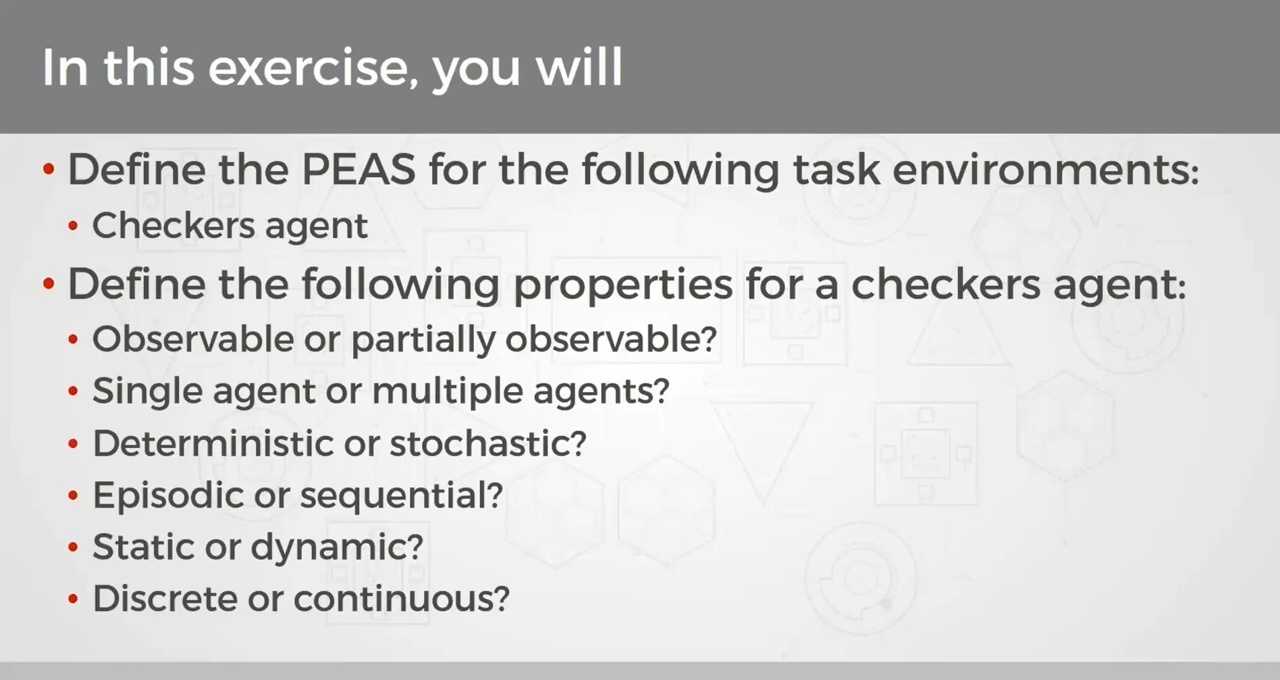 In this exercise, you will
• Define the PEAS for the following task environments:
• Checkers agent
• Define the following properties for a checkers agent:
• Observable or partially observable?
• Single agent or multiple agents?
• Deterministic or stochastic?
• Episodic or sequential?
• Static or dynamic?
• Discrete or continuous?